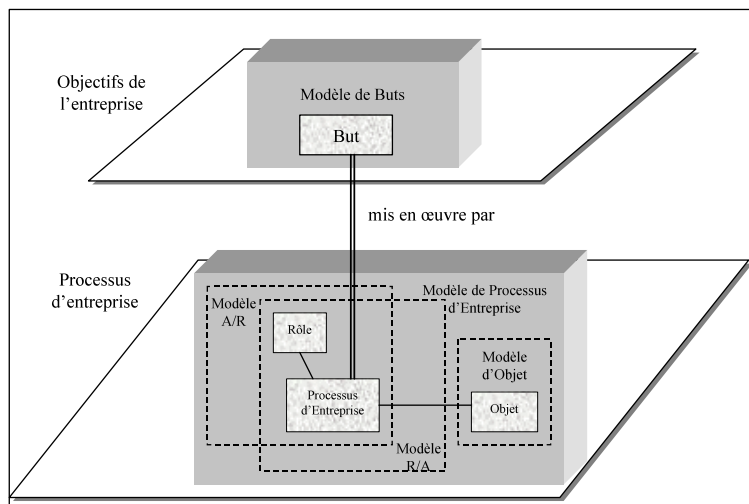 Objectifs de
l'entreprise
Modèle de Buts
But
mis en œuvre par
Processus
d'entreprise
Modèle de Processus
d'Entreprise
Modèle
A/R
Rôle
Modèle
d'Objet
Processus
d'Entreprise
Objet
Modèle
R/A